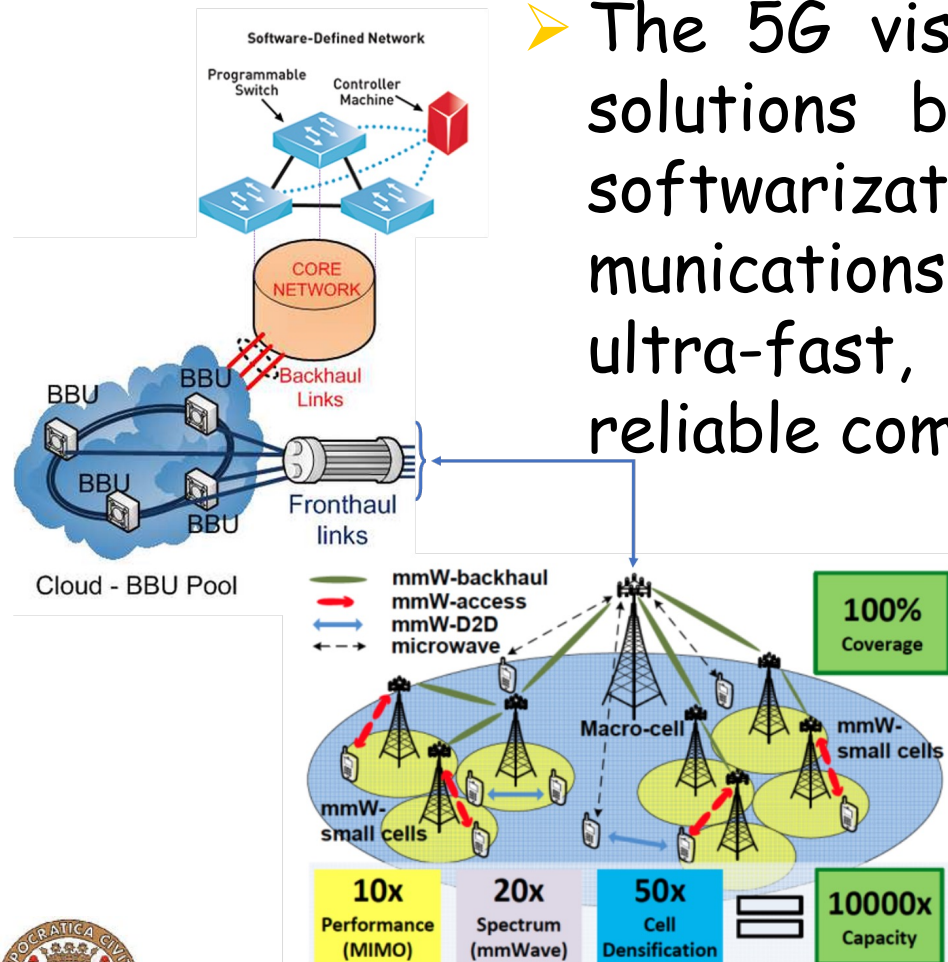 Software-Defined Network
Programmable
Switch
Controller
Machine
CORE
NETWORK
Backhaul
Links
BBU
BBU
BBU
BBU
Fronthaul
links
Cloud - BBU Pool
The 5G vis
solutions b
softwarizat
munications
ultra-fast,
reliable com
mmW-backhaul
mmW-access
mmW-D2D
microwave
100%
Coverage
Macro-cell
mmW-
small cells
mmW-
small cells
10x
Performance
(MIMO)
20x
Spectrum
(mmWave)
50x
Cell
Densification
10000x
Capacity
POCRATICA CIVI